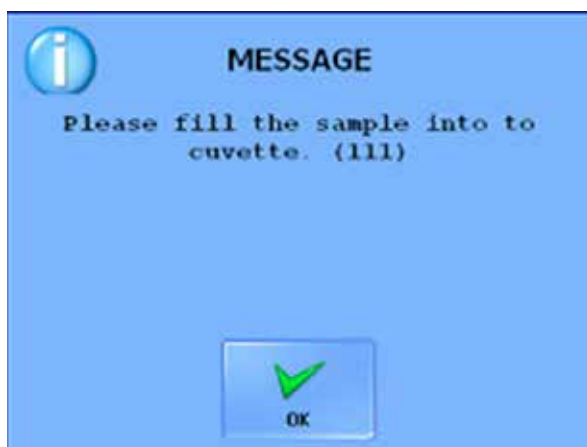 MESSAGE
Please fill the sample into to
cuvette. (111)
OK